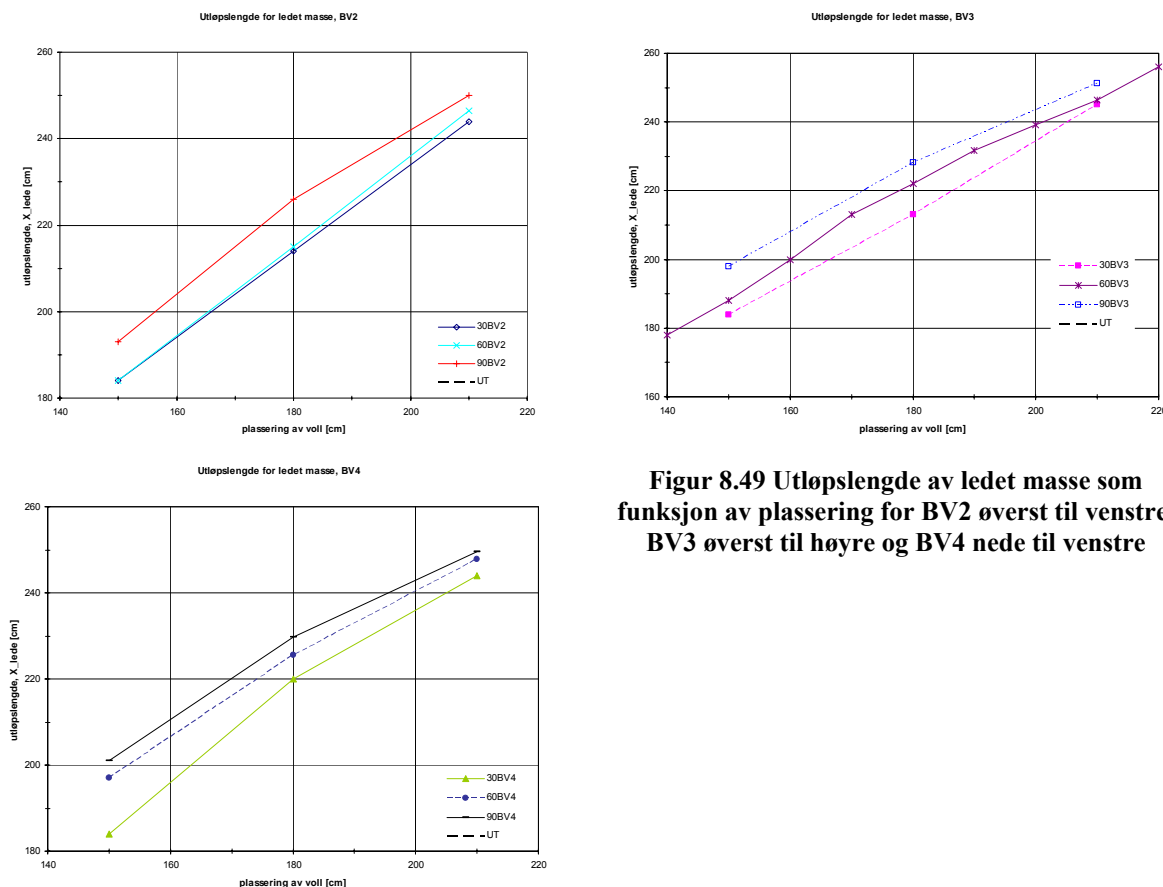 Utløpslengde for ledet masse, BV2
260
240
220
200
180
140 160 180 200 220
utløpslengde, X_lede [cm]
plassering av voll [cm]
30BV2
60BV2
90BV2
UT
Utløpslengde for ledet masse, BV3
260
240
220
200
180
160
140 160 180 200 220
utløpslengde, X_lede [cm]
plassering av voll [cm]
30BV3
60BV3
90BV3
UT
Utløpslengde for ledet masse, BV4
260
240
220
200
180
140 160 180 200 220
utløpslengde, X_lede [cm]
plassering av voll [cm]
30BV4
60BV4
90BV4
UT
Figur 8.49 Utløpslengde av ledet masse som
funksjon av plassering for BV2 øverst til venstre
BV3 øverst til høyre og BV4 nede til venstre